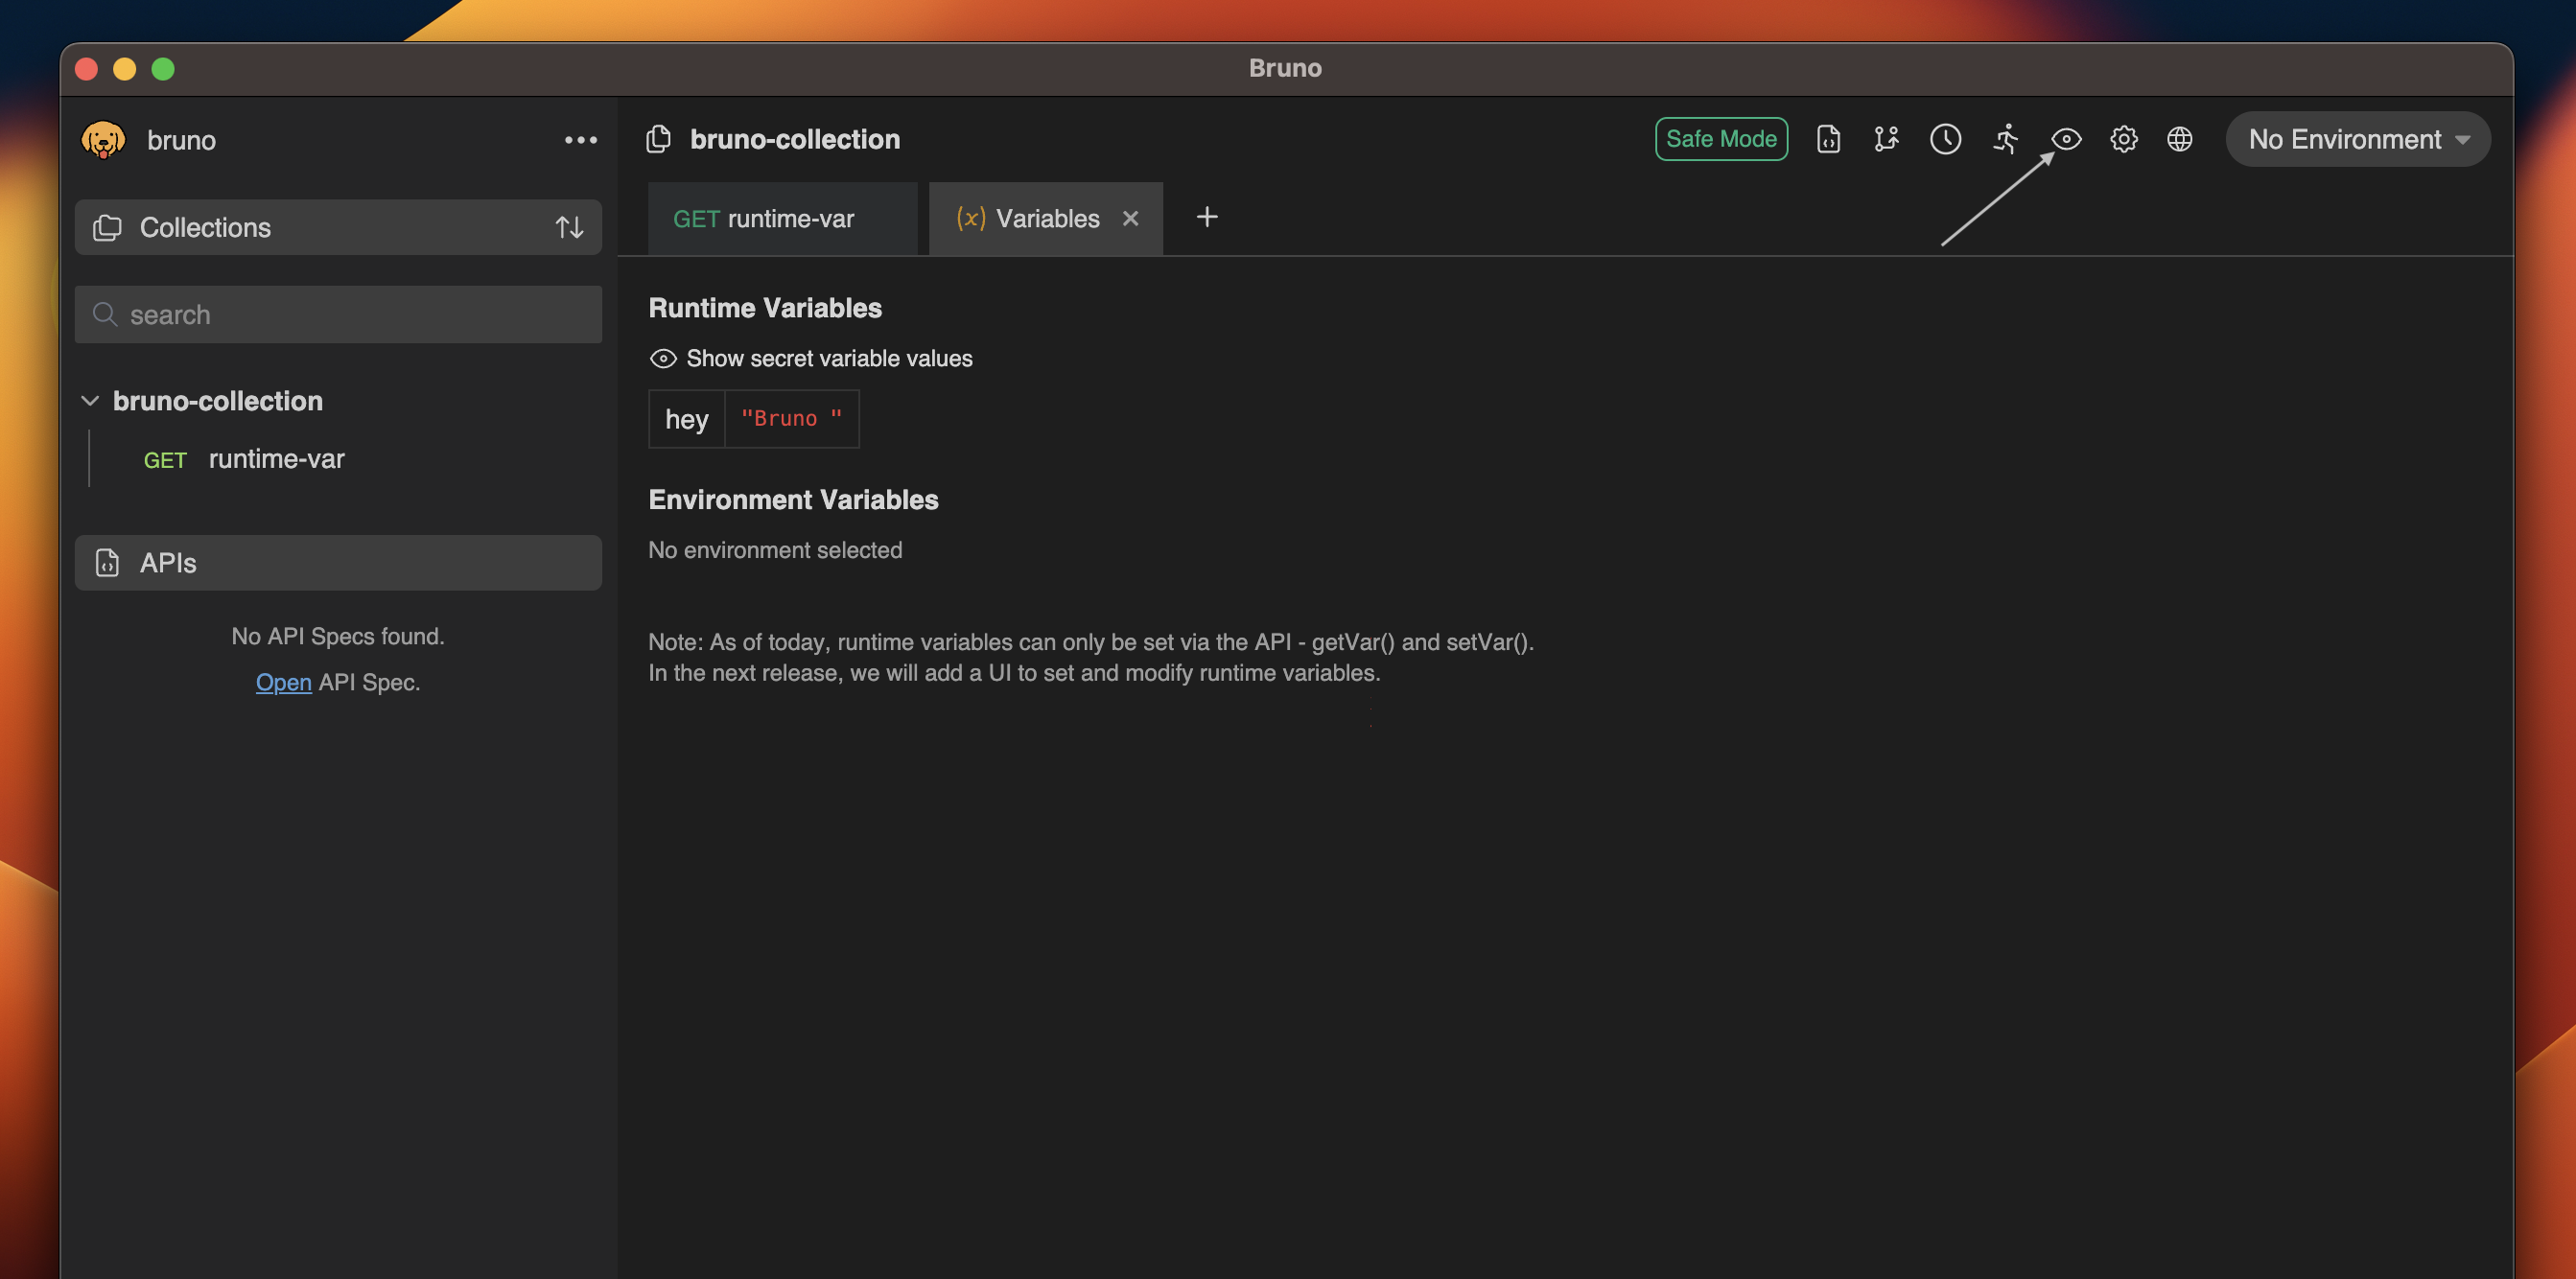 Bruno
bruno
Collections
search
bruno-collection
GET runtime-var
APIs
No API Specs found.
Open API Spec.
bruno-collection
Safe Mode
No Environment
GET runtime-var
(x) Variables
Runtime Variables
Show secret variable values
hey "Bruno "
Environment Variables
No environment selected
Note: As of today, runtime variables can only be set via the API - getVar() and setVar().
In the next release, we will add a UI to set and modify runtime variables.